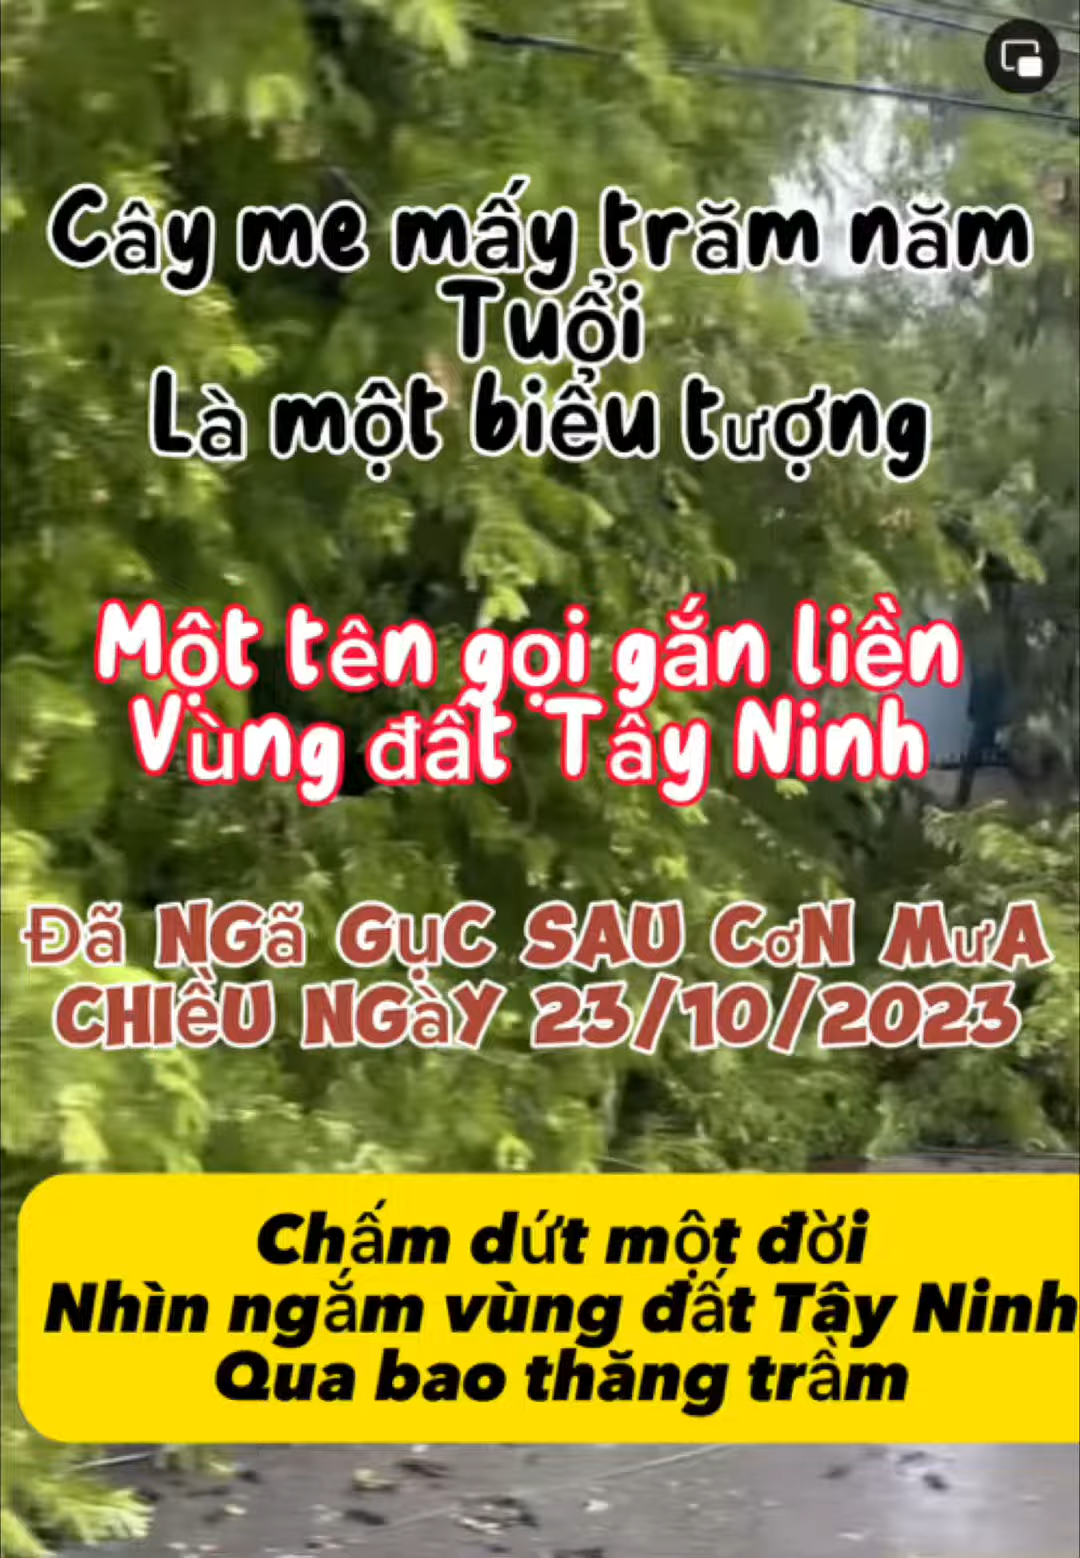 Cây me mấy trăm năm
Tuổi
Là một biểu tượng
Một tên gọi gắn liền
Vùng đất Tây Ninh
Đã NGã GụC SAU CơN MưA
CHIềU NGàY 23/10/2023
Chấm dứt một đời
Nhìn ngắm vùng đất Tây Ninh
Qua bao thăng trầm